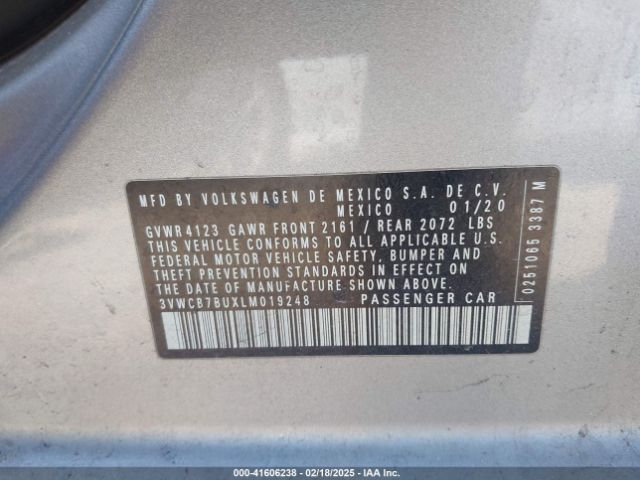 MFD BY VOLKSWAGEN DE MEXICO S.A. DE C.V.
MEXICO 01/20
GVWR 4123 GAWR FRONT 2161 / REAR 2072 LBS
THIS VEHICLE CONFORMS TO ALL APPLICABLE U.S.
FEDERAL MOTOR VEHICLE SAFETY, BUMPER AND
THEFT PREVENTION STANDARDS IN EFFECT ON
THE DATE OF MANUFACTURE SHOWN ABOVE.
3VWCB7BUXLM019248 PASSENGER CAR
0251065 3387 M
000-41606238 - 02/18/2025 - IAA Inc.